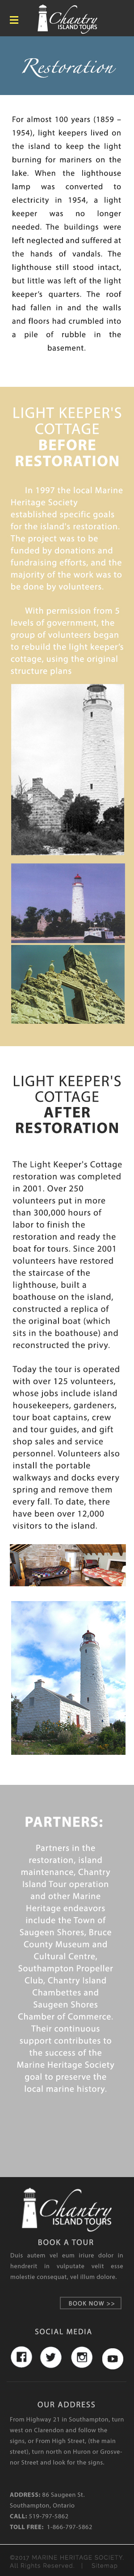 Chantry
ISLAND TOURS
Restoration
For almost 100 years (1859 –
1954), light keepers lived on
the island to keep the light
burning for mariners on the
lake. When the lighthouse
lamp was converted to
electricity in 1954, a light
keeper was no longer
needed. The buildings were
left neglected and suffered at
the hands of vandals. The
lighthouse still stood intact,
but little was left of the light
keeper's quarters. The roof
had fallen in and the walls
and floors had crumbled into
a pile of rubble in the
basement.
LIGHT KEEPER'S
COTTAGE
BEFORE
RESTORATION
In 1997 the local Marine
Heritage Society
established specific goals
for the island's restoration.
The project was to be
funded by donations and
fundraising efforts, and the
majority of the work was to
be done by volunteers.
With permission from 5
levels of government, the
group of volunteers began
to rebuild the light keeper's
cottage, using the original
structure plans
LIGHT KEEPER'S
COTTAGE
AFTER
RESTORATION
The Light Keeper's Cottage
restoration was completed
in 2001. Over 250
volunteers put in more
than 300,000 hours of
labor to finish the
restoration and ready the
boat for tours. Since 2001
volunteers have restored
the staircase of the
lighthouse, built a
boathouse on the island,
constructed a replica of
the original boat (which
sits in the boathouse) and
reconstructed the privy.
Today the tour is operated
with over 125 volunteers,
whose jobs include island
housekeepers, gardeners,
tour boat captains, crew
and tour guides, and gift
shop sales and service
personnel. Volunteers also
install the portable
walkways and docks every
spring and remove them
every fall. To date, there
have been over 12,000
visitors to the island.
PARTNERS:
Partners in the
restoration, island
maintenance, Chantry
Island Tour operation
and other Marine
Heritage endeavors
include the Town of
Saugeen Shores, Bruce
County Museum and
Cultural Centre,
Southampton Propeller
Club, Chantry Island
Chambettes and
Saugeen Shores
Chamber of Commerce.
Their continuous
support contributes to
the success of the
Marine Heritage Society
goal to preserve the
local marine history.
Chantry
ISLAND TOURS
BOOK A TOUR
Duis autem vel eum iriure dolor in
hendrerit in vulputate velit esse
molestie consequat, vel illum dolore.
BOOK NOW >>
SOCIAL MEDIA
OUR ADDRESS
From Highway 21 in Southampton, turn
west on Clarendon and follow the
signs, or From High Street, (the main
street), turn north on Huron or Grosve-
nor Street and look for the signs.
ADDRESS: 86 Saugeen St.
Southampton, Ontario
CALL: 519-797-5862
TOLL FREE: 1-866-797-5862
©2017 MARINE HERITAGE SOCIETY.
All Rights Reserved. | Sitemap